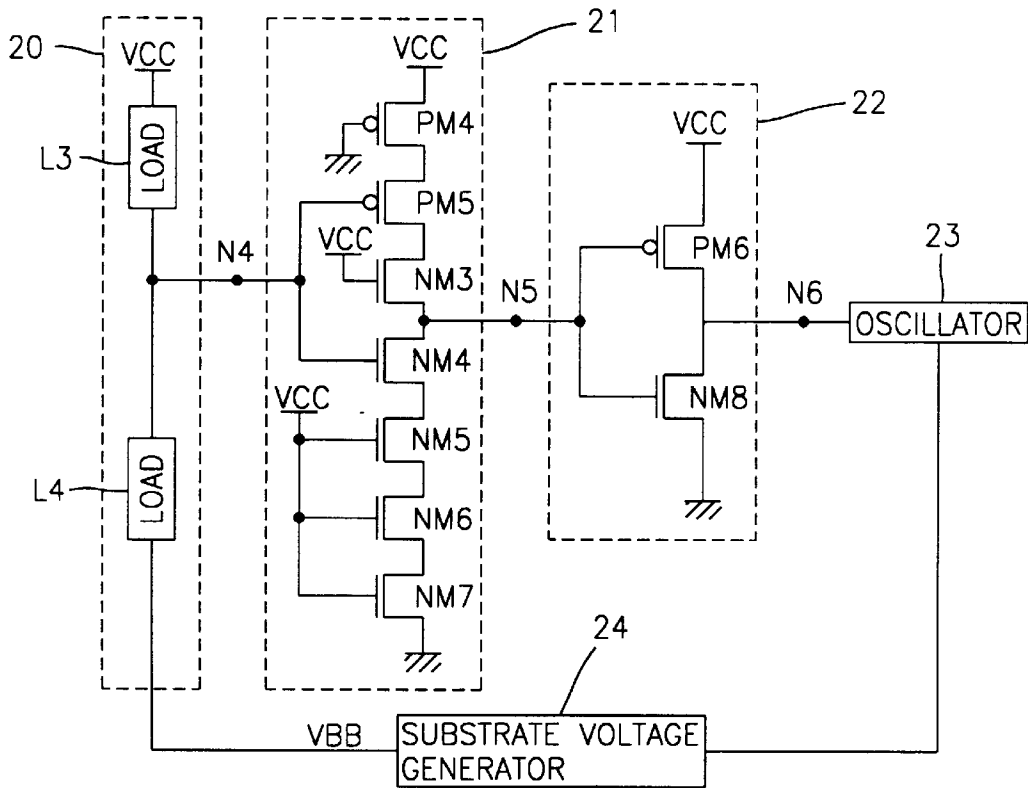 20
VCC
L3
LOAD
L4
LOAD
N4
21
VCC
PM4
PM5
VCC
NM3
NM4
VCC
NM5
NM6
NM7
N5
22
VCC
PM6
NM8
N6
23
OSCILLATOR
24
VBB
SUBSTRATE VOLTAGE
GENERATOR